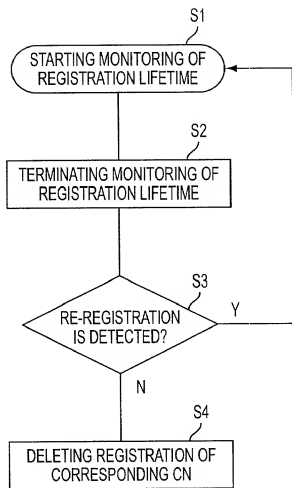 S1
STARTING MONITORING OF
REGISTRATION LIFETIME
S2
TERMINATING MONITORING OF
REGISTRATION LIFETIME
S3
RE-REGISTRATION
IS DETECTED?
Y
N
S4
DELETING REGISTRATION OF
CORRESPONDING CN